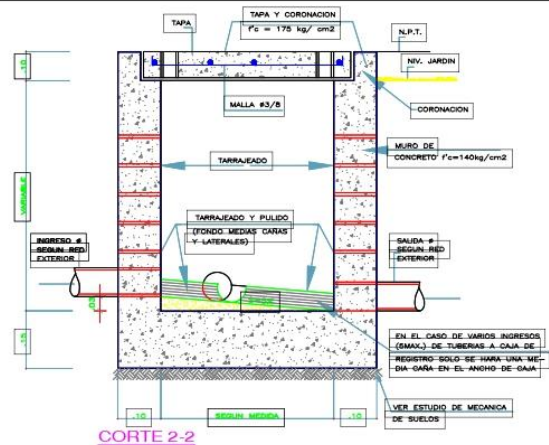 TAPA
TAPA Y CORONACION
f'c = 175 kg/ cm2
N.P.T.
NIV. JARDIN
.10
MALLA #3/8
CORONACION
MURO DE
CONCRETO f'c=140kg/cm2
TARRAJEADO
VARIABLE
TARRAJEADO Y PULIDO
(FONDO MEDIAS CAÑAS
Y LATERALES)
INGRESO ø
SEGUN RED
EXTERIOR
SALIDA ø
SEGUN RED
EXTERIOR
.03
EN EL CASO DE VARIOS INGRESOS
(5MAX.) DE TUBERIAS A CAJA DE
REGISTRO SOLO SE HARA UNA ME-
DIA CAÑA EN EL ANCHO DE CAJA
.15
.10
SEGUN MEDIDA
.10
VER ESTUDIO DE MECANICA
DE SUELOS
CORTE 2-2